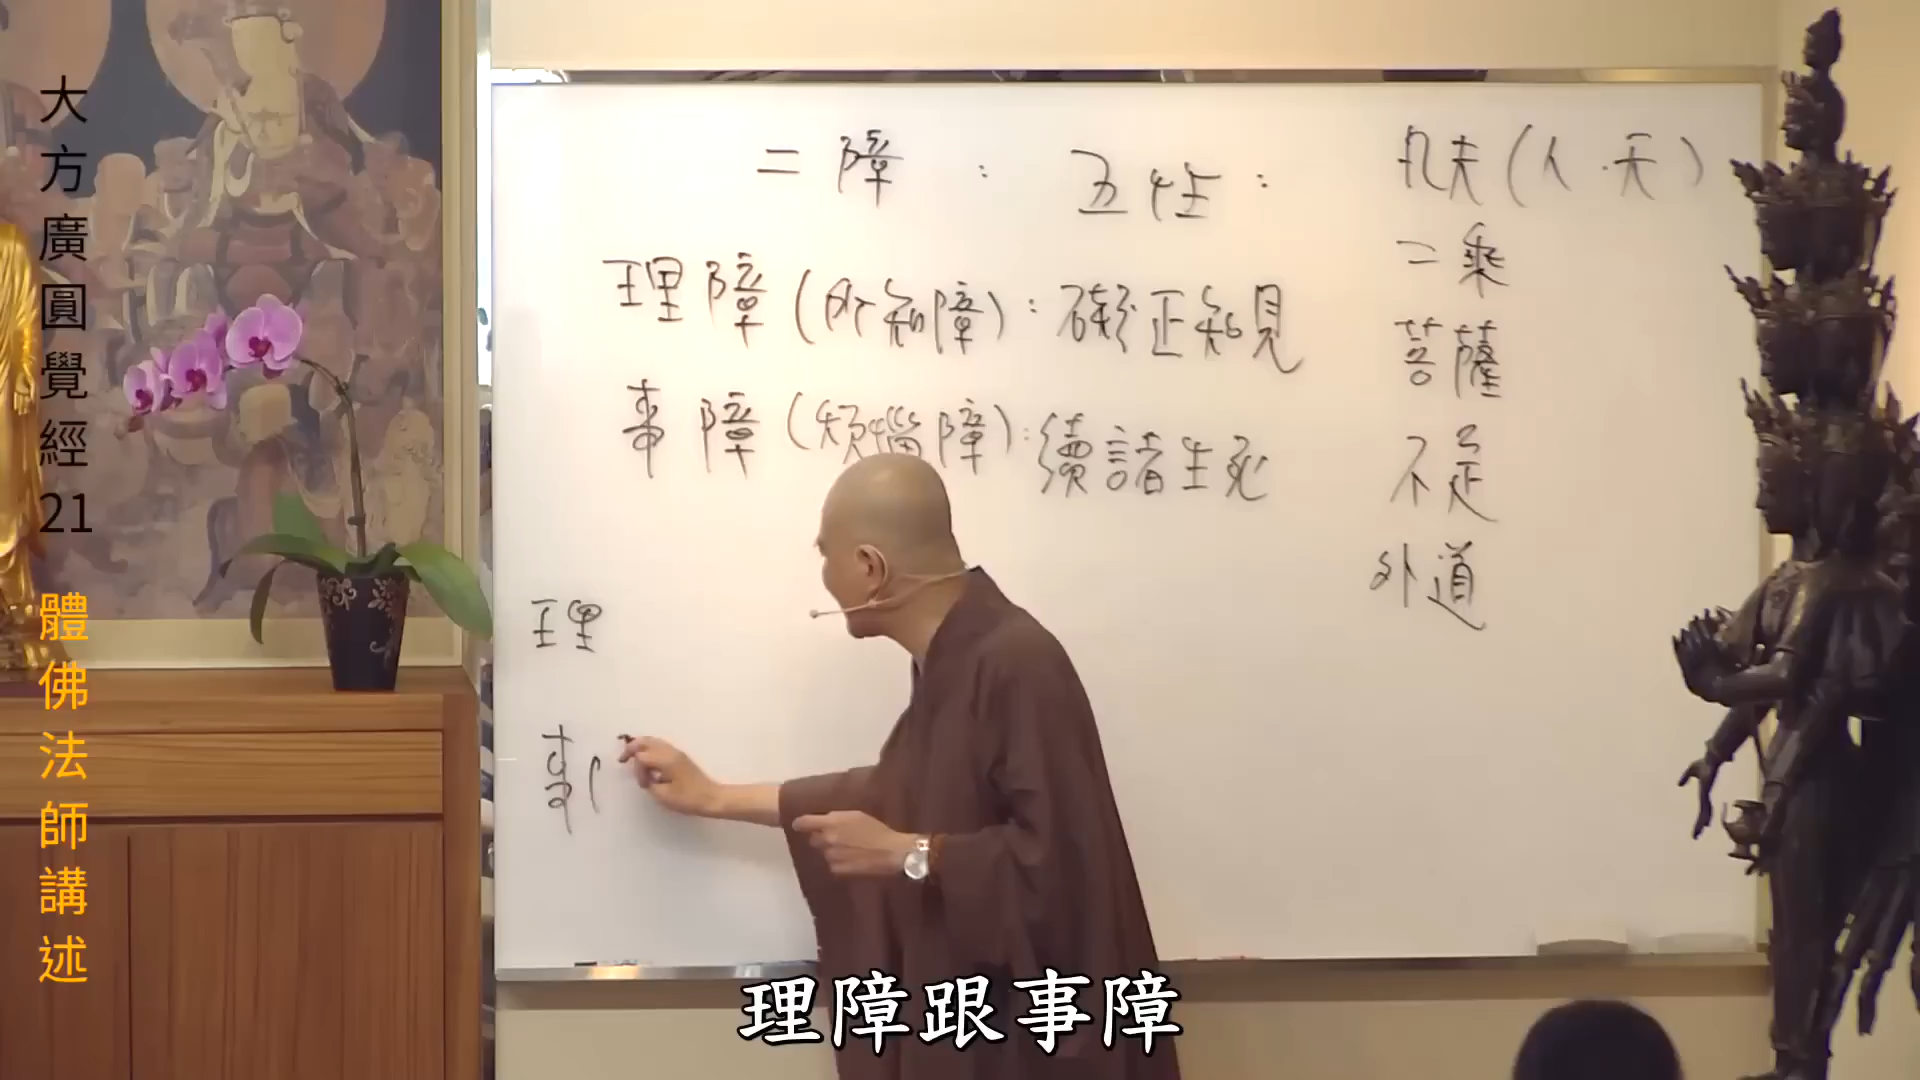 大方廣圓覺經21 體佛法師講述
二障： 五性： 凡夫(人.天)
二乘
理障(所知障)：礙正知見
菩薩
事障(煩惱障)：續諸生死
不定
外道
理
事(
理障跟事障